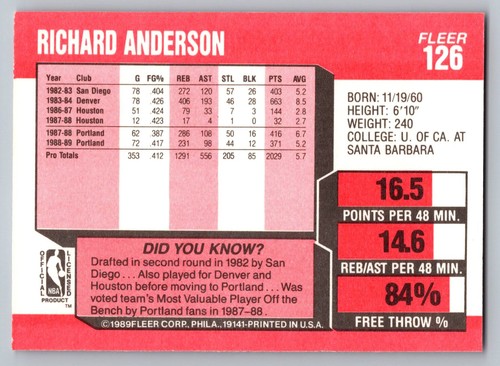 RICHARD ANDERSON
FLEER
126
Year Club G FG% REB AST STL BLK PTS AVG
1982-83 San Diego 78 .404 272 120 57 26 403 5.2
1983-84 Denver 78 .426 406 193 46 28 663 8.5
1986-87 Houston 51 .424 79 33 7 3 144 2.8
1987-88 Houston 12 .423 17 4 1 0 32 2.7
1987-88 Portland 62 .387 286 108 50 16 416 6.7
1988-89 Portland 72 .417 231 98 44 12 371 5.2
Pro Totals 353 .412 1291 556 205 85 2029 5.7
BORN: 11/19/60
HEIGHT: 6'10"
WEIGHT: 240
COLLEGE: U. OF CA. AT
SANTA BARBARA
16.5
POINTS PER 48 MIN.
14.6
REB/AST PER 48 MIN.
84%
FREE THROW %
OFFICIAL LICENSED
NBA
PRODUCT ™
DID YOU KNOW?
Drafted in second round in 1982 by San
Diego . . . Also played for Denver and
Houston before moving to Portland . . . Was
voted team's Most Valuable Player Off the
Bench by Portland fans in 1987–88.
©1989FLEER CORP. PHILA., 19141-PRINTED IN U.S.A.